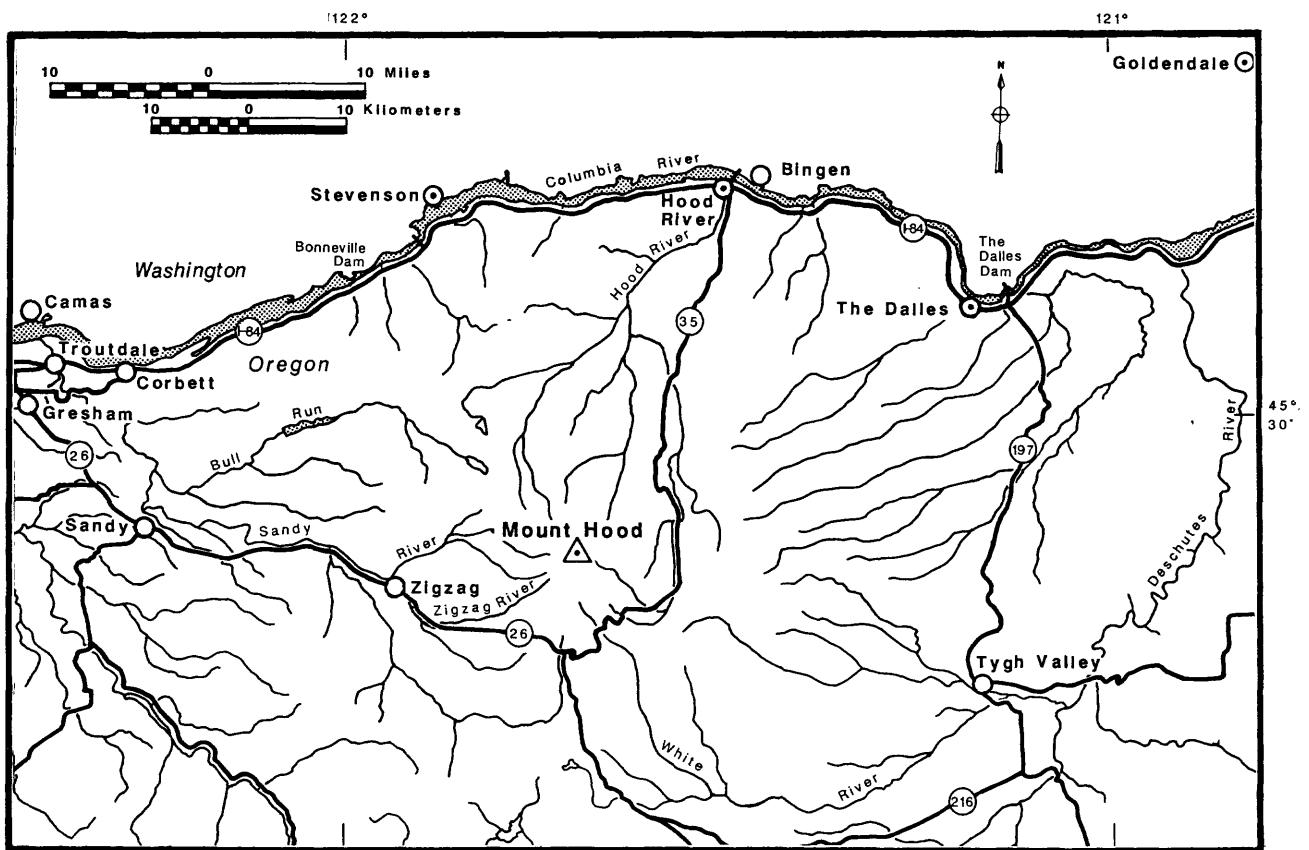 122°
121°
10 0 10 Miles
10 0 10 Kilometers
N
Goldendale
Stevenson
Columbia River
Bingen
Hood
River
Bonneville
Dam
Washington
Hood River
I-84
The
Dalles
Dam
Camas
I-84
35
The Dalles
Troutdale
Oregon
Corbett
Gresham
Run
Bull
River
45°
30'
26
197
Sandy
Sandy
River
Mount Hood
Deschutes
Zigzag
Zigzag River
26
Tygh Valley
White
River
216